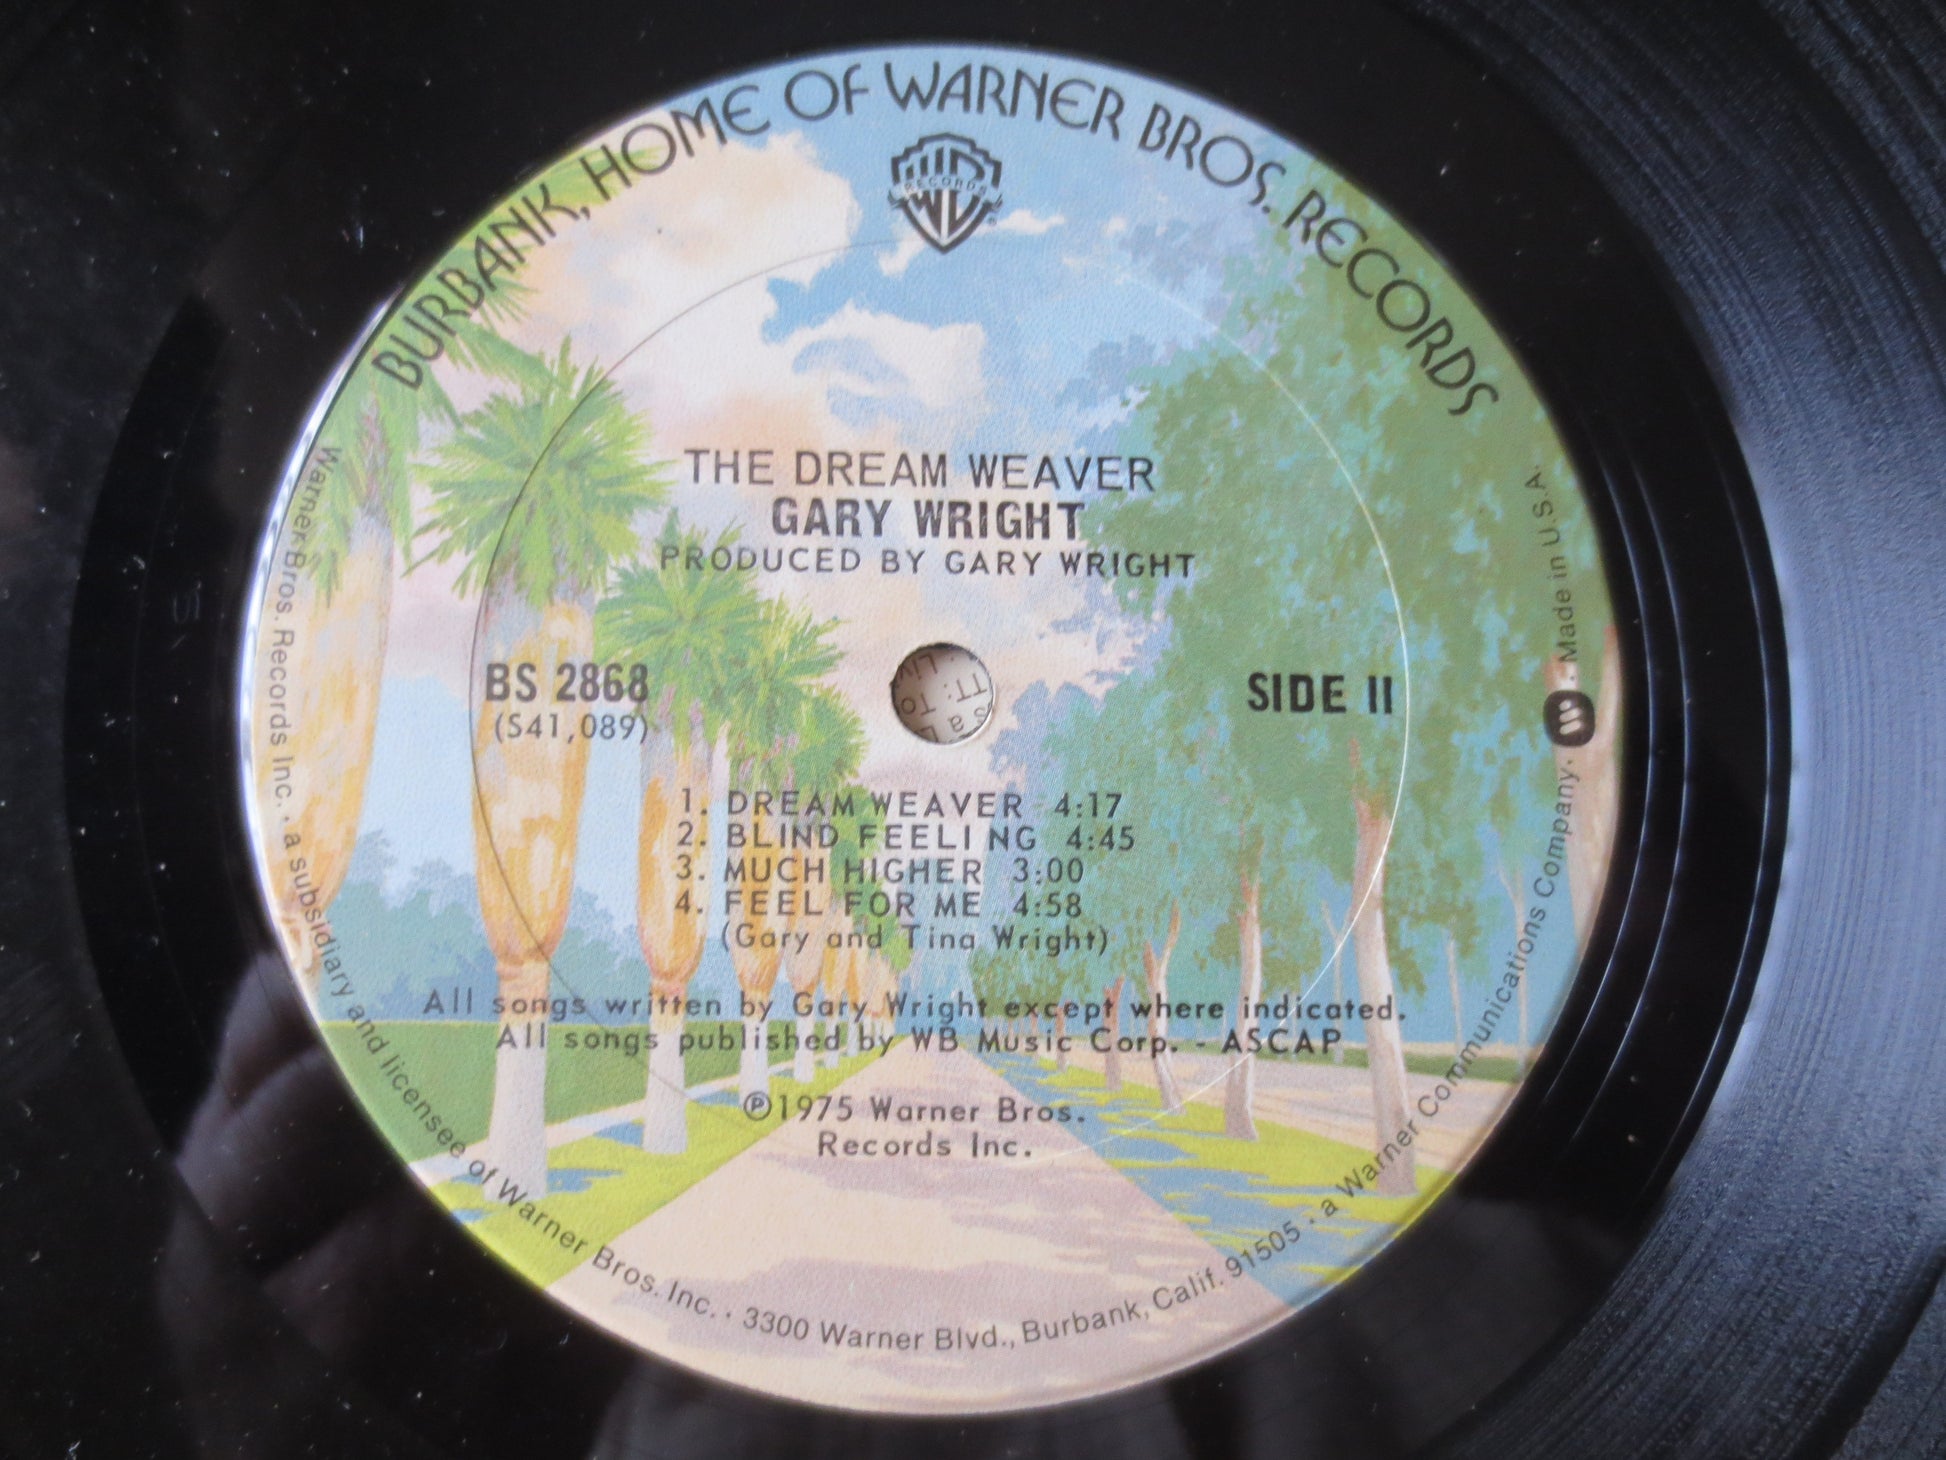 BURBANK, HOME OF WARNER BROS. RECORDS
RECORDS
THE DREAM WEAVER
GARY WRIGHT
PRODUCED BY GARY WRIGHT
BS 2868
(S41,089)
SIDE II
1. DREAM WEAVER 4:17
2. BLIND FEELING 4:45
3. MUCH HIGHER 3:00
4. FEEL FOR ME 4:58
(Gary and Tina Wright)
All songs written by Gary Wright except where indicated.
All songs published by WB Music Corp. - ASCAP
℗1975 Warner Bros.
Records Inc.
Warner Bros. Records Inc. · a subsidiary and licensee of Warner Bros. Inc. · 3300 Warner Blvd., Burbank, Calif. 91505 · a Warner Communications Company. · Made in U.S.A.